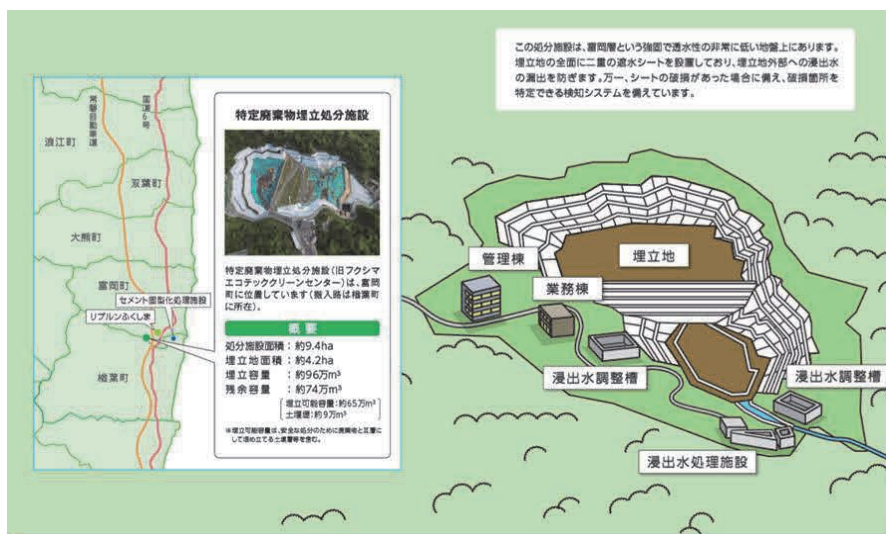 この処分施設は、富岡層という強固で透水性の非常に低い地盤上にあります。
埋立地の全面に二重の遮水シートを設置しており、埋立地外部への浸出水
の漏出を防ぎます。万一、シートの破損があった場合に備え、破損箇所を
特定できる検知システムを備えています。
常磐自動車道
国道6号
浪江町
双葉町
大熊町
富岡町
セメント固型化処理施設
リプルンふくしま
楢葉町
特定廃棄物埋立処分施設
特定廃棄物埋立処分施設(旧フクシマ
エコテッククリーンセンター)は、富岡
町に位置しています(搬入路は楢葉町
に所在)。
概要
処分施設面積:約9.4ha
埋立地面積:約4.2ha
埋立容量:約96万m³
残余容量:約74万m³
埋立可能容量:約65万m³
土堰堤:約9万m³
※埋立可能容量は、安全な処分のために廃棄物と互層に
して埋め立てる土壌層等を含む。
管理棟
業務棟
埋立地
浸出水調整槽
浸出水調整槽
浸出水処理施設